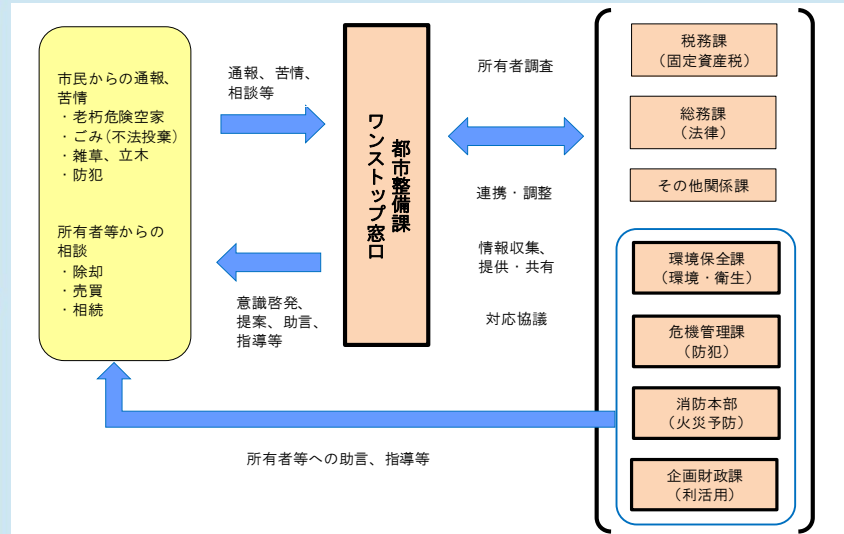 市民からの通報、
苦情
・老朽危険空家
・ごみ(不法投棄)
・雑草、立木
・防犯
所有者等からの
相談
・除却
・売買
・相続
通報、苦情、
相談等
意識啓発、
提案、助言、
指導等
都市整備課
ワンストップ窓口
所有者調査
連携・調整
情報収集、
提供・共有
対応協議
税務課
(固定資産税)
総務課
(法律)
その他関係課
環境保全課
(環境・衛生)
危機管理課
(防犯)
消防本部
(火災予防)
企画財政課
(利活用)
所有者等への助言、指導等